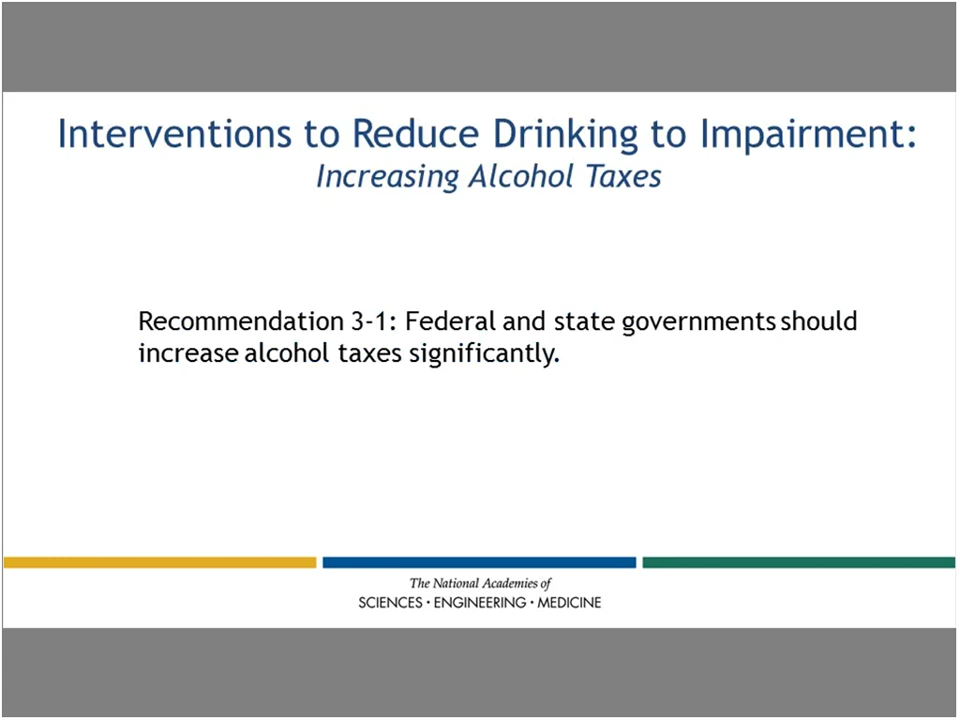 Interventions to Reduce Drinking to Impairment:
Increasing Alcohol Taxes
Recommendation 3-1: Federal and state governments should
increase alcohol taxes significantly.
The National Academies of
SCIENCES · ENGINEERING · MEDICINE